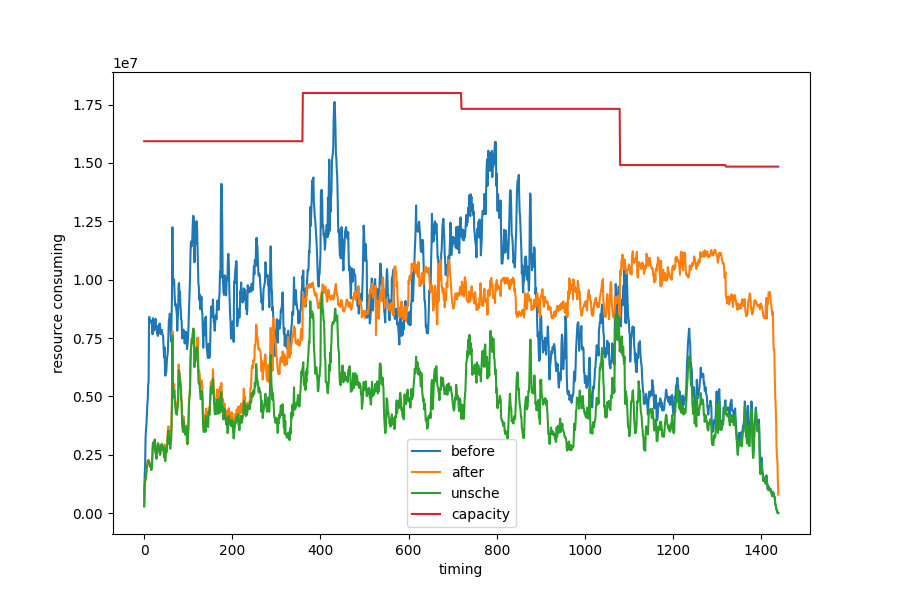 1e7
1.75
1.50
1.25
1.00
0.75
0.50
0.25
0.00
resource consuming
before
after
unsche
capacity
0 200 400 600 800 1000 1200 1400
timing